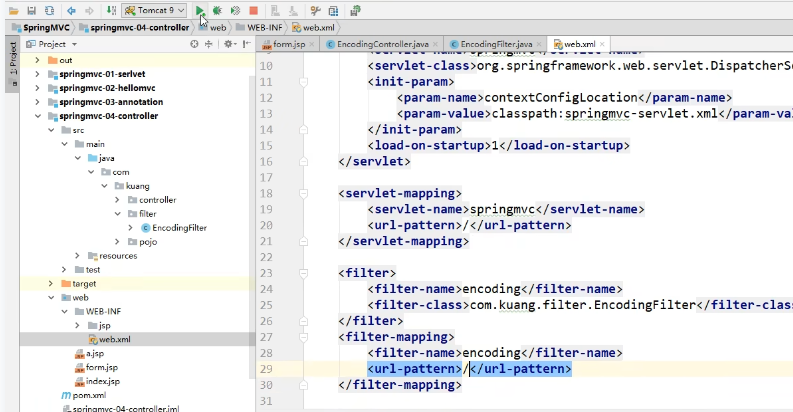 Tomcat 9
SpringMVC springmvc-04-controller web WEB-INF web.xml
1: Project
Project
form.jsp EncodingController.java EncodingFilter.java web.xml
out
springmvc-01-serlvet
springmvc-02-hellomvc
springmvc-03-annotation
springmvc-04-controller
src
main
java
com
kuang
controller
filter
EncodingFilter
pojo
resources
test
target
web
WEB-INF
jsp
web.xml
a.jsp
form.jsp
index.jsp
pom.xml
springmvc-04-controller.iml
10 <servlet-class>org.springframework.web.servlet.DispatcherSe
11 <init-param>
12 <param-name>contextConfigLocation</param-name>
13 <param-value>classpath:springmvc-servlet.xml</param-val
14 </init-param>
15 <load-on-startup>1</load-on-startup>
16 </servlet>
17
18 <servlet-mapping>
19 <servlet-name>springmvc</servlet-name>
20 <url-pattern>/</url-pattern>
21 </servlet-mapping>
22
23 <filter>
24 <filter-name>encoding</filter-name>
25 <filter-class>com.kuang.filter.EncodingFilter</filter-clas
26 </filter>
27 <filter-mapping>
28 <filter-name>encoding</filter-name>
29 <url-pattern>/</url-pattern>
30 </filter-mapping>
31